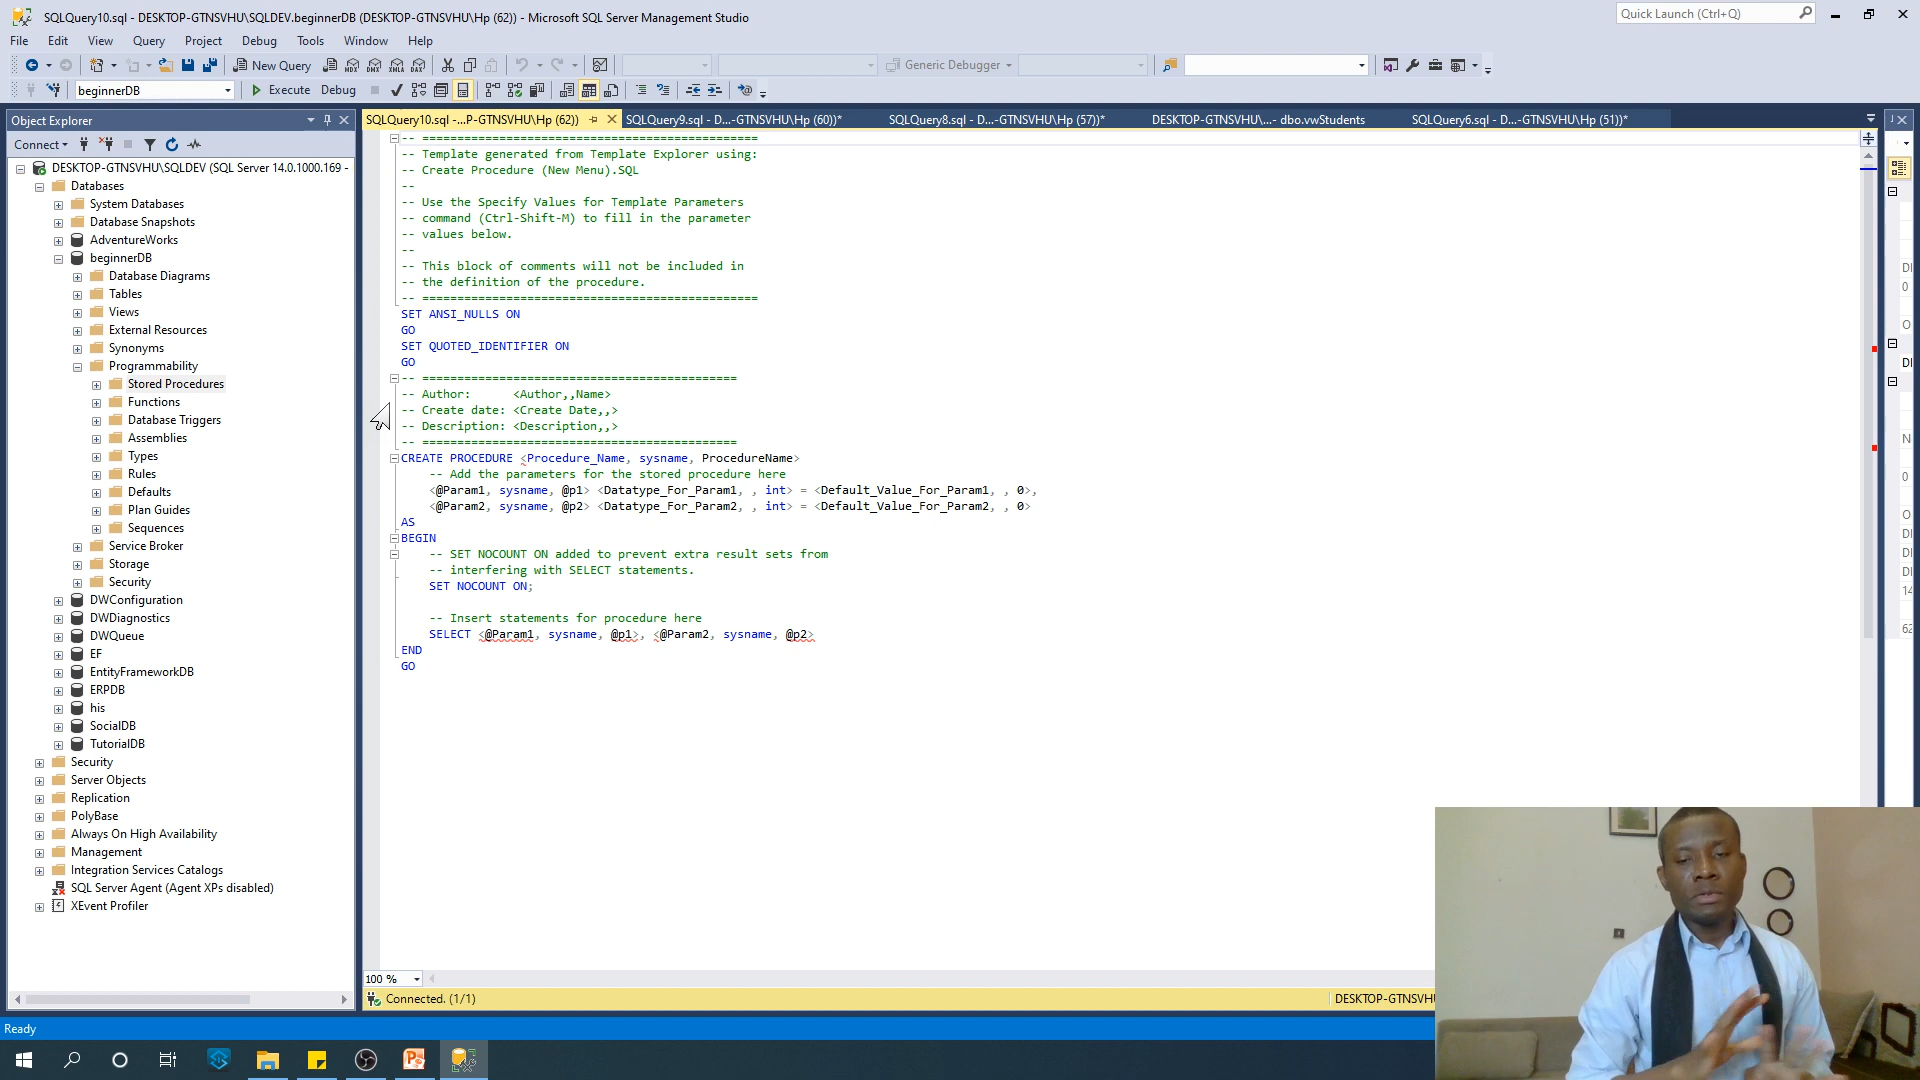 SQLQuery10.sql - DESKTOP-GTNSVHU\SQLDEV.beginnerDB (DESKTOP-GTNSVHU\Hp (62)) - Microsoft SQL Server Management Studio
Quick Launch (Ctrl+Q)
File Edit View Query Project Debug Tools Window Help
New Query
Generic Debugger
beginnerDB
Execute Debug
Object Explorer
SQLQuery10.sql -...P-GTNSVHU\Hp (62))
SQLQuery9.sql - D...-GTNSVHU\Hp (60))*
SQLQuery8.sql - D...-GTNSVHU\Hp (57))*
DESKTOP-GTNSVHU\...- dbo.vwStudents
SQLQuery6.sql - D...-GTNSVHU\Hp (51))*
Connect
DESKTOP-GTNSVHU\SQLDEV (SQL Server 14.0.1000.169 -
Databases
System Databases
Database Snapshots
AdventureWorks
beginnerDB
Database Diagrams
Tables
Views
External Resources
Synonyms
Programmability
Stored Procedures
Functions
Database Triggers
Assemblies
Types
Rules
Defaults
Plan Guides
Sequences
Service Broker
Storage
Security
DWConfiguration
DWDiagnostics
DWQueue
EF
EntityFrameworkDB
ERPDB
his
SocialDB
TutorialDB
Security
Server Objects
Replication
PolyBase
Always On High Availability
Management
Integration Services Catalogs
SQL Server Agent (Agent XPs disabled)
XEvent Profiler
-- ================================================
-- Template generated from Template Explorer using:
-- Create Procedure (New Menu).SQL
--
-- Use the Specify Values for Template Parameters
-- command (Ctrl-Shift-M) to fill in the parameter
-- values below.
--
-- This block of comments will not be included in
-- the definition of the procedure.
-- ================================================
SET ANSI_NULLS ON
GO
SET QUOTED_IDENTIFIER ON
GO
-- =============================================
-- Author: <Author,,Name>
-- Create date: <Create Date,,>
-- Description: <Description,,>
-- =============================================
CREATE PROCEDURE <Procedure_Name, sysname, ProcedureName>
-- Add the parameters for the stored procedure here
<@Param1, sysname, @p1> <Datatype_For_Param1, , int> = <Default_Value_For_Param1, , 0>,
<@Param2, sysname, @p2> <Datatype_For_Param2, , int> = <Default_Value_For_Param2, , 0>
AS
BEGIN
-- SET NOCOUNT ON added to prevent extra result sets from
-- interfering with SELECT statements.
SET NOCOUNT ON;
-- Insert statements for procedure here
SELECT <@Param1, sysname, @p1>, <@Param2, sysname, @p2>
END
GO
100 %
Connected. (1/1)
DESKTOP-GTNSVH
Ready